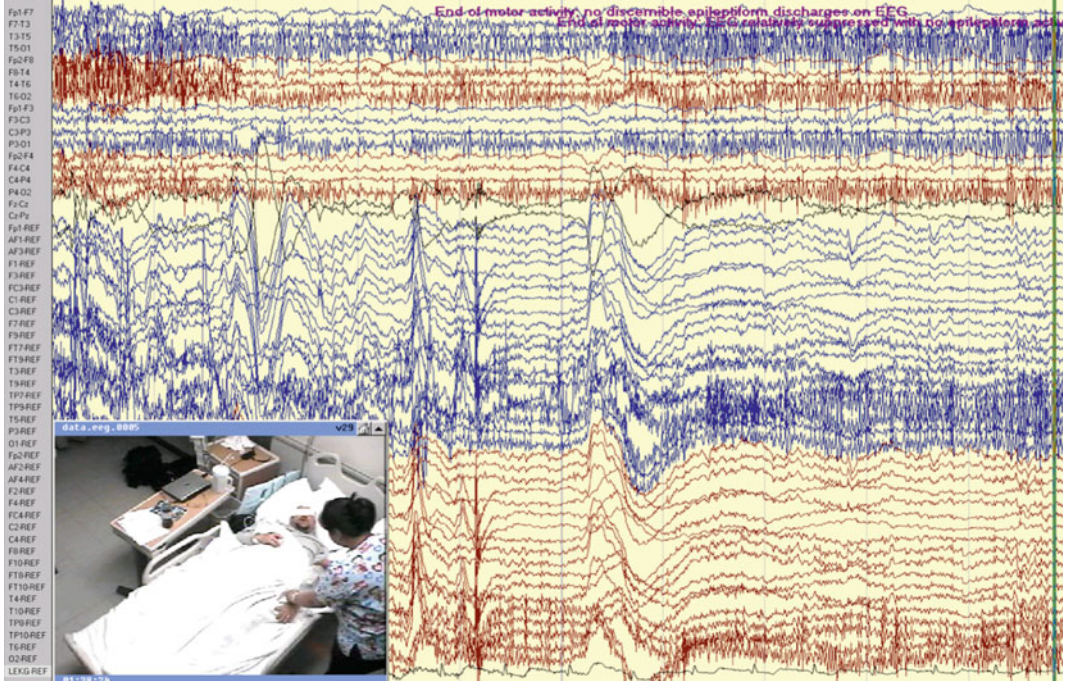 End of motor activity, no discernible epileptiform discharges on EEG
End of motor activity. EEG relatively suppressed with no epileptiform activ
Fp1-F7
F7-T3
T3-T5
T5-O1
Fp2-F8
F8-T4
T4-T6
T6-O2
Fp1-F3
F3-C3
C3-P3
P3-O1
Fp2-F4
F4-C4
C4-P4
P4-O2
Fz-Cz
Cz-Pz
Fp1-REF
AF1-REF
AF3-REF
F1-REF
F3-REF
FC3-REF
C1-REF
C3-REF
F7-REF
F9-REF
FT7-REF
FT9-REF
T3-REF
T9-REF
TP7-REF
TP9-REF
T5-REF
P3-REF
O1-REF
Fp2-REF
AF2-REF
AF4-REF
F2-REF
F4-REF
FC4-REF
C2-REF
C4-REF
F8-REF
F10-REF
FT8-REF
FT10-REF
T4-REF
T10-REF
TP8-REF
TP10-REF
T6-REF
O2-REF
LEKG-REF
data.eeg.0005 v29